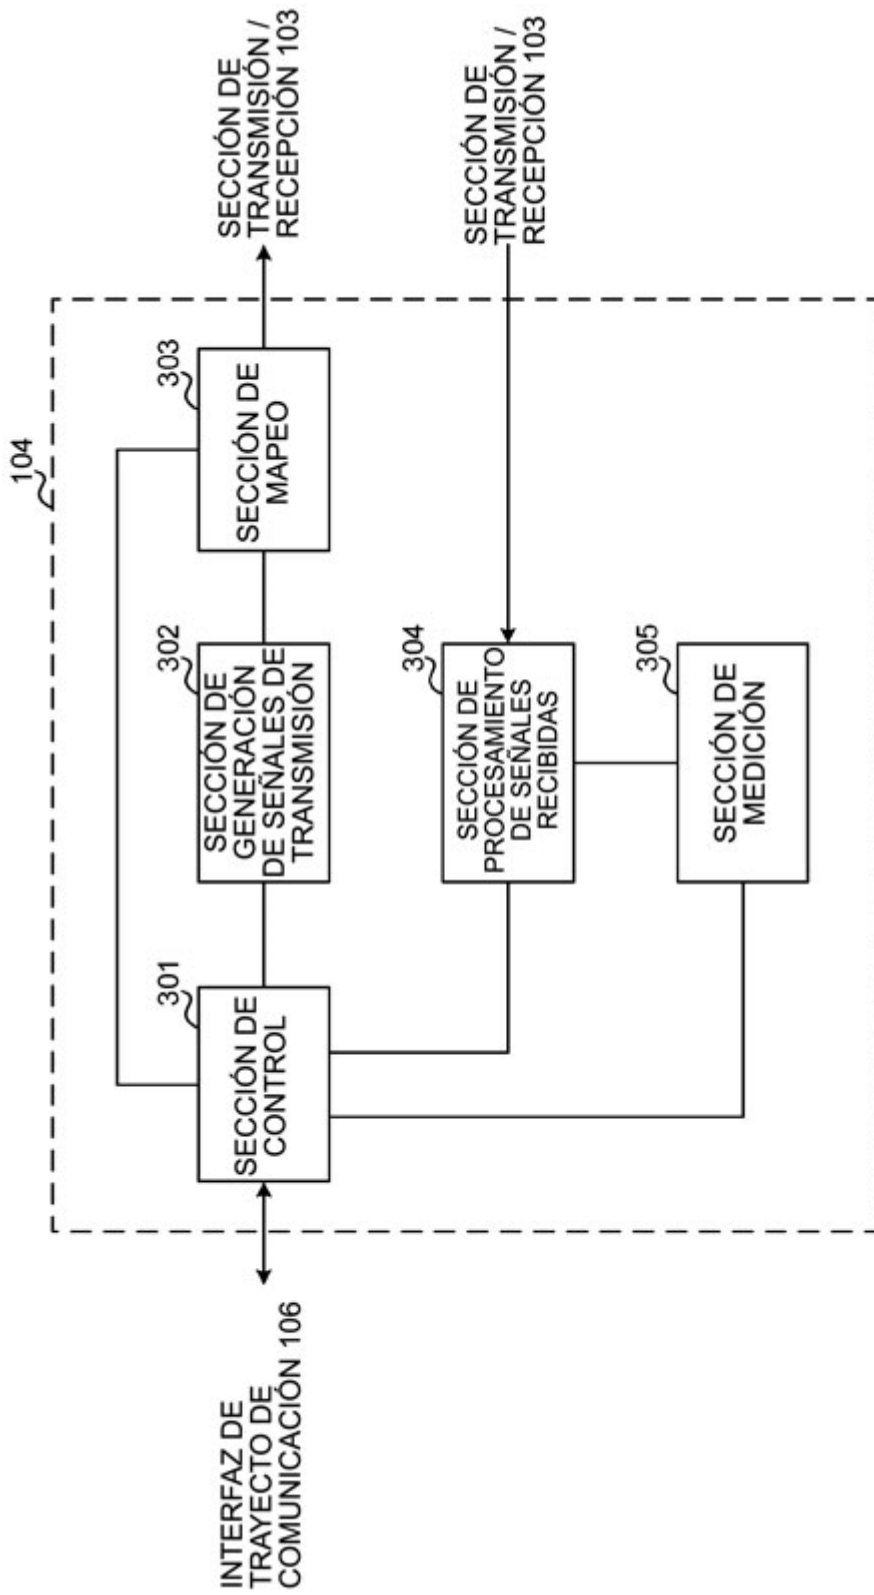 104
INTERFAZ DE
TRAYECTO DE
COMUNICACIÓN 106
301
SECCIÓN DE
CONTROL
302
SECCIÓN DE
GENERACIÓN
DE SEÑALES DE
TRANSMISIÓN
303
SECCIÓN DE
MAPEO
SECCIÓN DE
TRANSMISIÓN /
RECEPCIÓN 103
304
SECCIÓN DE
PROCESAMIENTO
DE SEÑALES
RECIBIDAS
SECCIÓN DE
TRANSMISIÓN /
RECEPCIÓN 103
305
SECCIÓN DE
MEDICIÓN